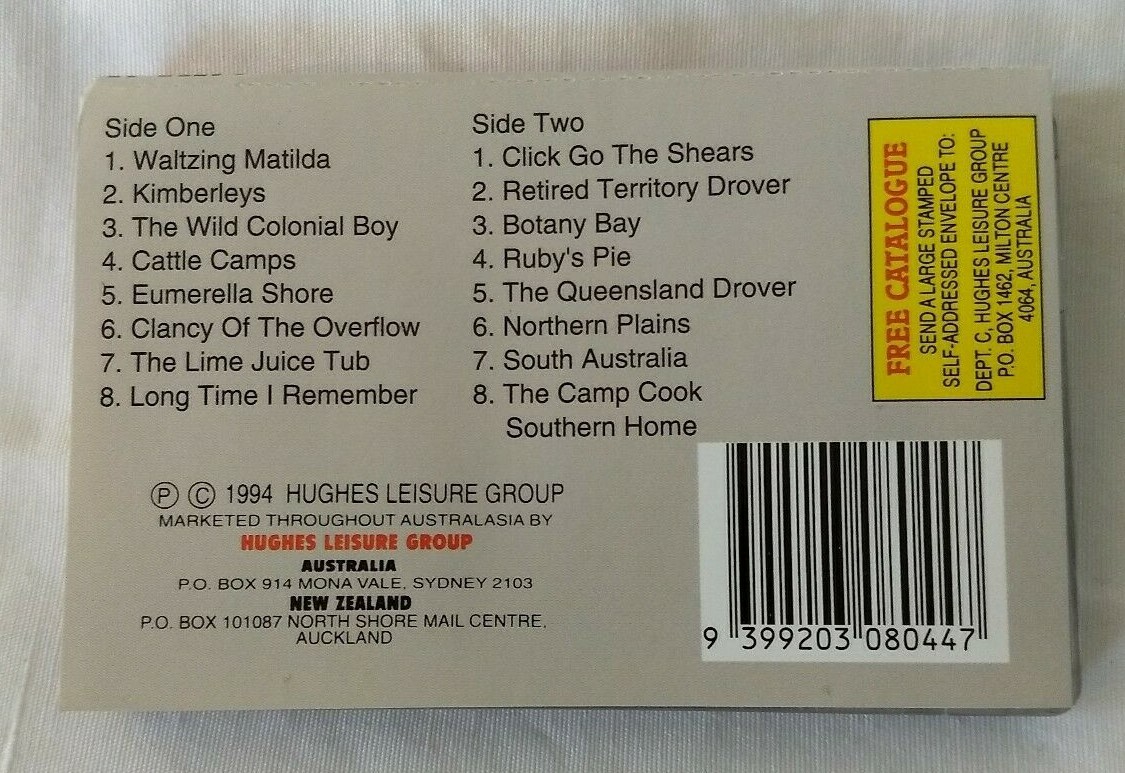 Side One
1. Waltzing Matilda
2. Kimberleys
3. The Wild Colonial Boy
4. Cattle Camps
5. Eumerella Shore
6. Clancy Of The Overflow
7. The Lime Juice Tub
8. Long Time I Remember
Side Two
1. Click Go The Shears
2. Retired Territory Drover
3. Botany Bay
4. Ruby's Pie
5. The Queensland Drover
6. Northern Plains
7. South Australia
8. The Camp Cook
Southern Home
FREE CATALOGUE
SEND A LARGE STAMPED
SELF-ADDRESSED ENVELOPE TO:
DEPT. C, HUGHES LEISURE GROUP
P.O. BOX 1462, MILTON CENTRE
4064, AUSTRALIA
Ⓟ Ⓒ 1994 HUGHES LEISURE GROUP
MARKETED THROUGHOUT AUSTRALASIA BY
HUGHES LEISURE GROUP
AUSTRALIA
P.O. BOX 914 MONA VALE, SYDNEY 2103
NEW ZEALAND
P.O. BOX 101087 NORTH SHORE MAIL CENTRE,
AUCKLAND
9 399203 080447